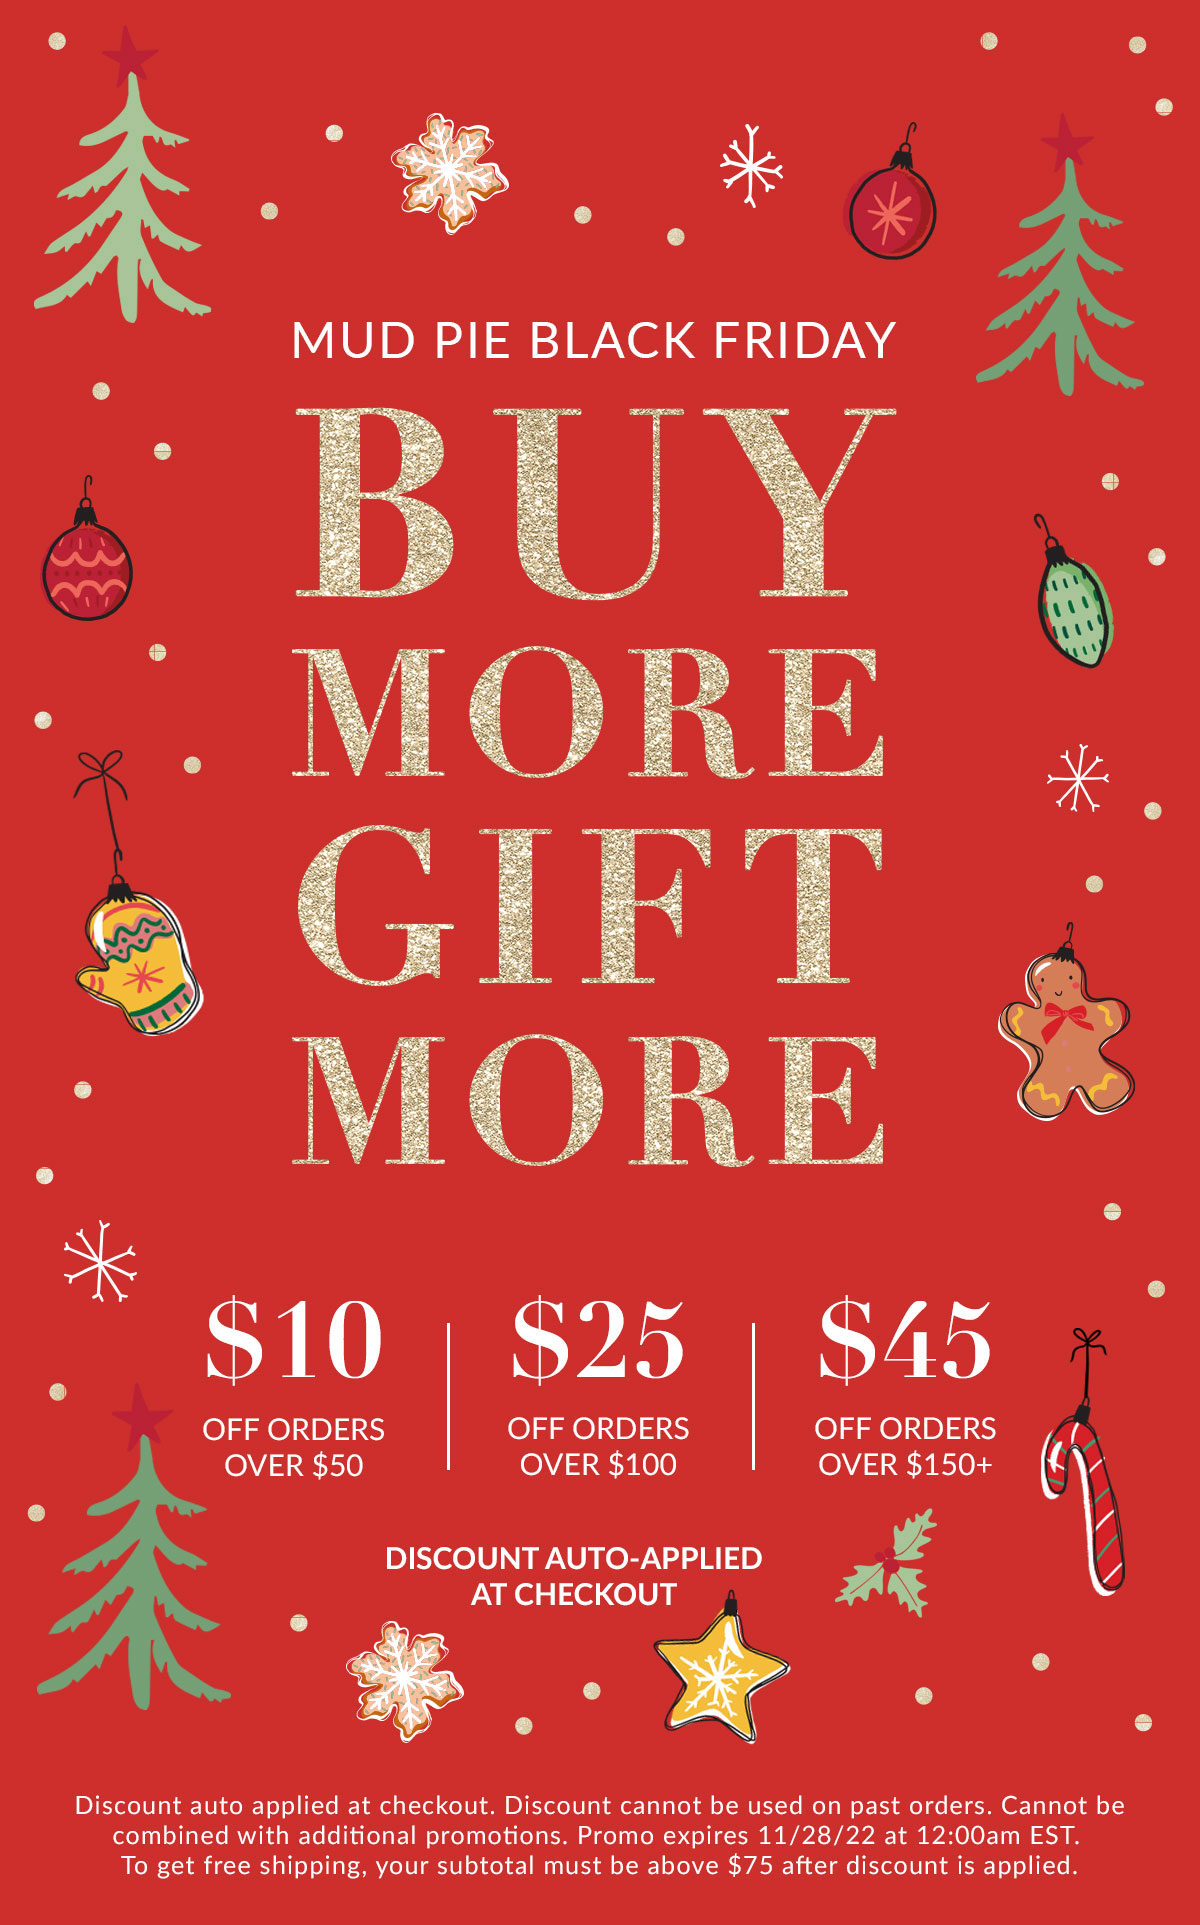 MUD PIE BLACK FRIDAY
BUY
MORE
GIFT
MORE
$10
OFF ORDERS
OVER $50
$25
OFF ORDERS
OVER $100
$45
OFF ORDERS
OVER $150+
DISCOUNT AUTO-APPLIED
AT CHECKOUT
Discount auto applied at checkout. Discount cannot be used on past orders. Cannot be
combined with additional promotions. Promo expires 11/28/22 at 12:00am EST.
To get free shipping, your subtotal must be above $75 after discount is applied.